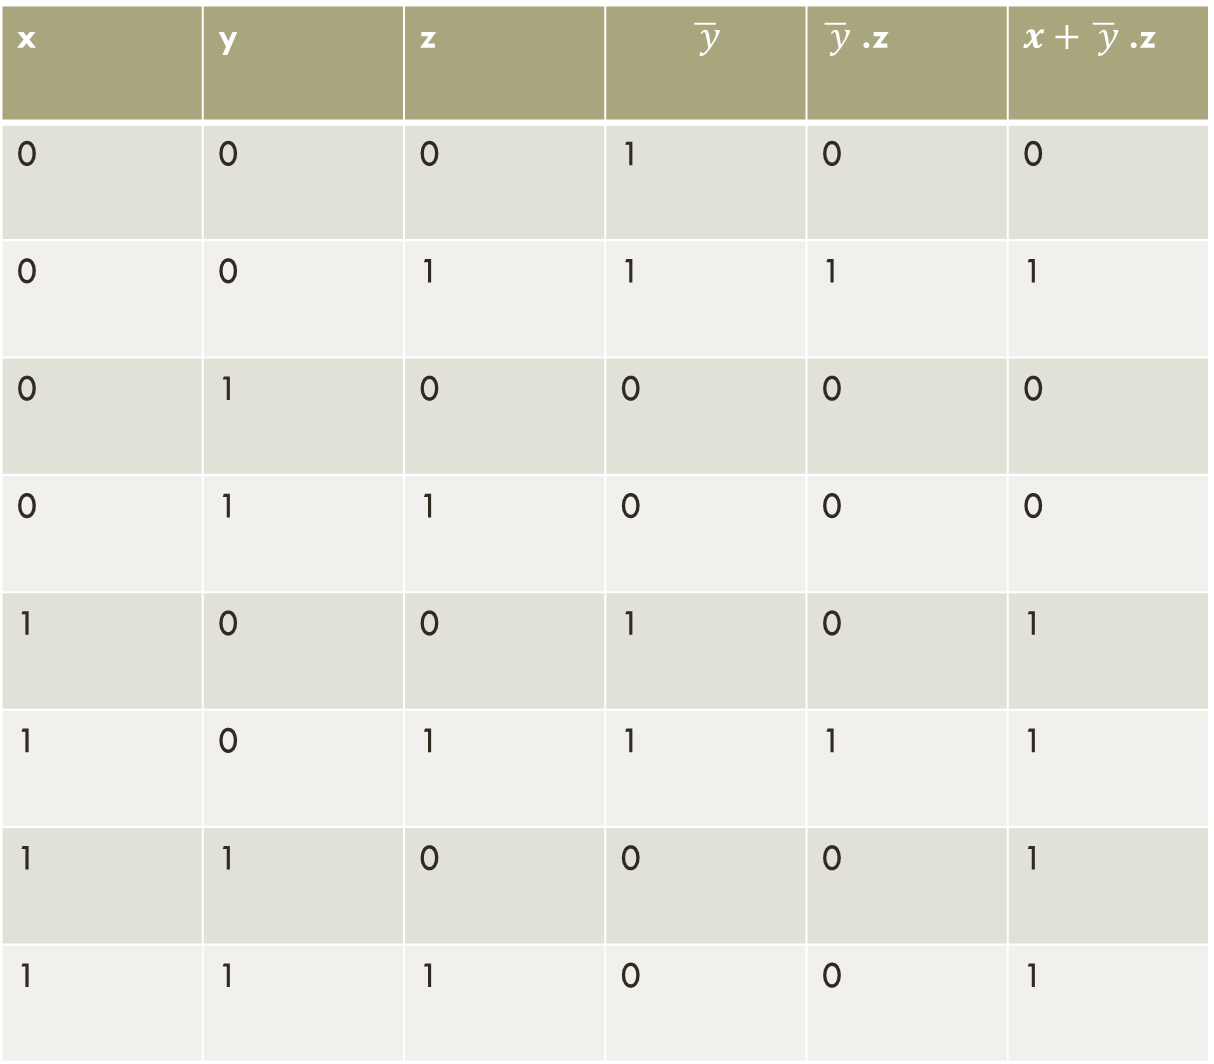 x y z y̅ y̅ .z x + y̅ .z
0 0 0 1 0 0
0 0 1 1 1 1
0 1 0 0 0 0
0 1 1 0 0 0
1 0 0 1 0 1
1 0 1 1 1 1
1 1 0 0 0 1
1 1 1 0 0 1